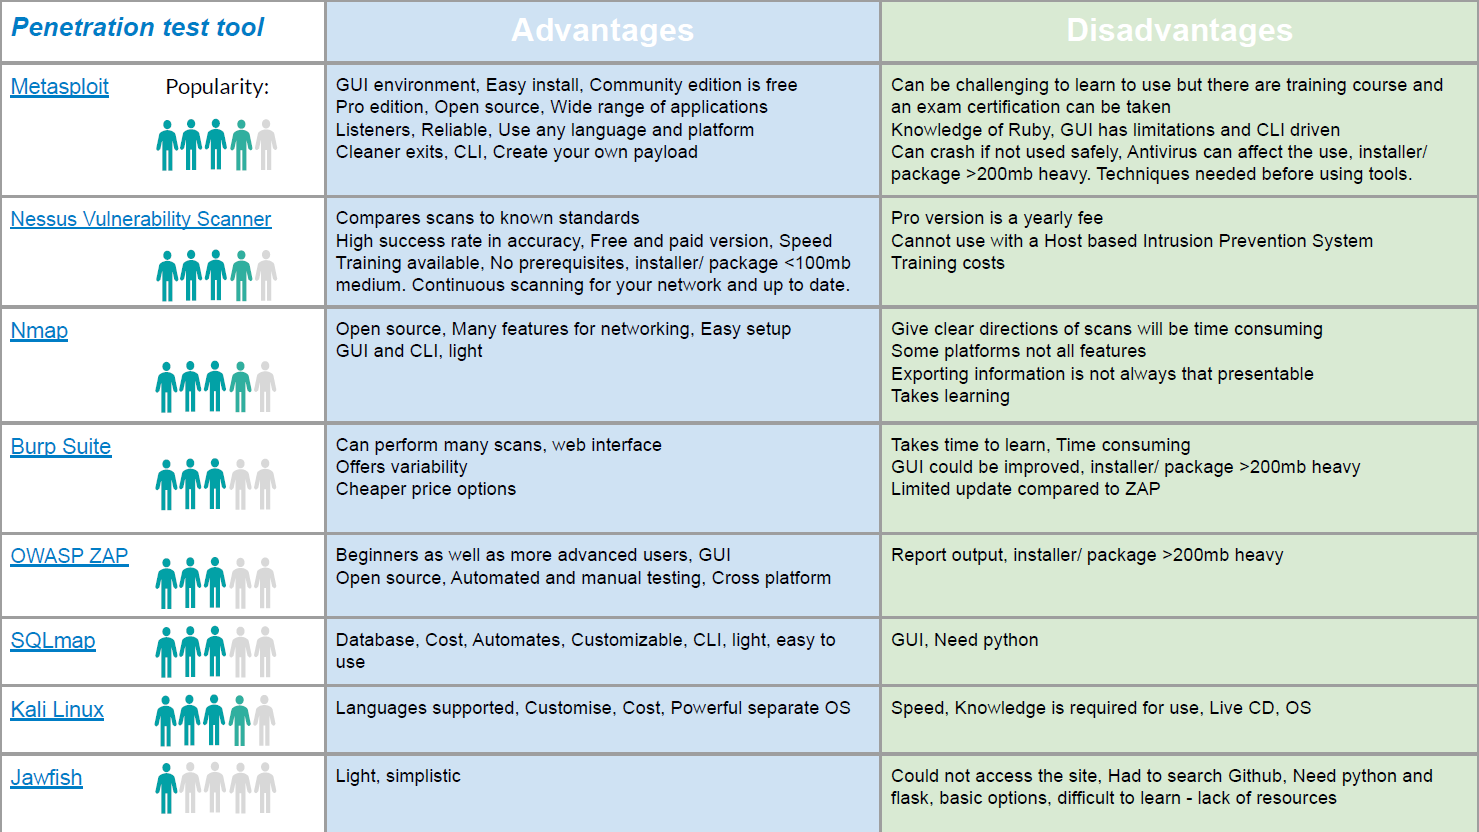 Penetration test tool
Advantages
Disadvantages
Metasploit
Popularity:
GUI environment, Easy install, Community edition is free
Pro edition, Open source, Wide range of applications
Listeners, Reliable, Use any language and platform
Cleaner exits, CLI, Create your own payload
Can be challenging to learn to use but there are training course and
an exam certification can be taken
Knowledge of Ruby, GUI has limitations and CLI driven
Can crash if not used safely, Antivirus can affect the use, installer/
package >200mb heavy. Techniques needed before using tools.
Nessus Vulnerability Scanner
Compares scans to known standards
High success rate in accuracy, Free and paid version, Speed
Training available, No prerequisites, installer/ package <100mb
medium. Continuous scanning for your network and up to date.
Pro version is a yearly fee
Cannot use with a Host based Intrusion Prevention System
Training costs
Nmap
Open source, Many features for networking, Easy setup
GUI and CLI, light
Give clear directions of scans will be time consuming
Some platforms not all features
Exporting information is not always that presentable
Takes learning
Burp Suite
Can perform many scans, web interface
Offers variability
Cheaper price options
Takes time to learn, Time consuming
GUI could be improved, installer/ package >200mb heavy
Limited update compared to ZAP
OWASP ZAP
Beginners as well as more advanced users, GUI
Open source, Automated and manual testing, Cross platform
Report output, installer/ package >200mb heavy
SQLmap
Database, Cost, Automates, Customizable, CLI, light, easy to
use
GUI, Need python
Kali Linux
Languages supported, Customise, Cost, Powerful separate OS
Speed, Knowledge is required for use, Live CD, OS
Jawfish
Light, simplistic
Could not access the site, Had to search Github, Need python and
flask, basic options, difficult to learn - lack of resources